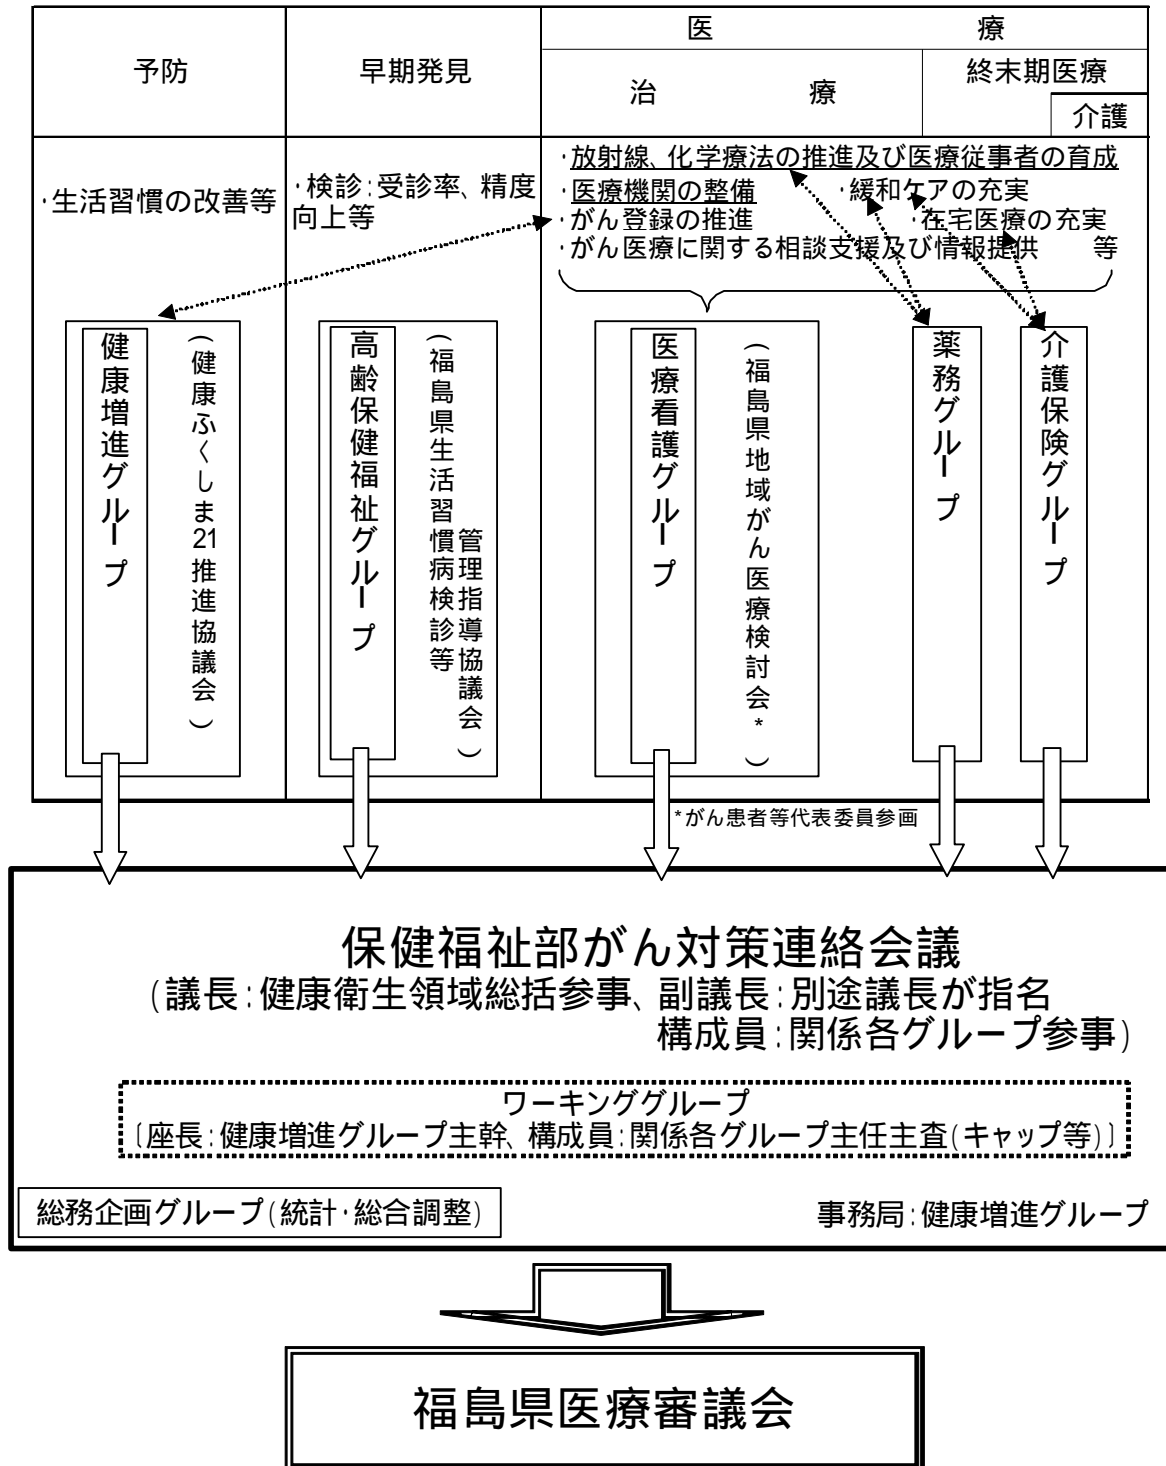 予防
早期発見
医　療
治　療
終末期医療
介護
・生活習慣の改善等
・検診：受診率、精度
向上等
・放射線、化学療法の推進及び医療従事者の育成
・医療機関の整備
・緩和ケアの充実
・がん登録の推進
・在宅医療の充実
・がん医療に関する相談支援及び情報提供　等
健康増進グループ
（健康ふくしま21推進協議会）
高齢保健福祉グループ
（福島県生活習慣病検診等
管理指導協議会）
医療看護グループ
（福島県地域がん医療検討会*）
薬務グループ
介護保険グループ
*がん患者等代表委員参画
保健福祉部がん対策連絡会議
（議長：健康衛生領域総括参事、副議長：別途議長が指名
構成員：関係各グループ参事）
ワーキンググループ
〔座長：健康増進グループ主幹、構成員：関係各グループ主任主査（キャップ等）〕
総務企画グループ（統計・総合調整）
事務局：健康増進グループ
福島県医療審議会